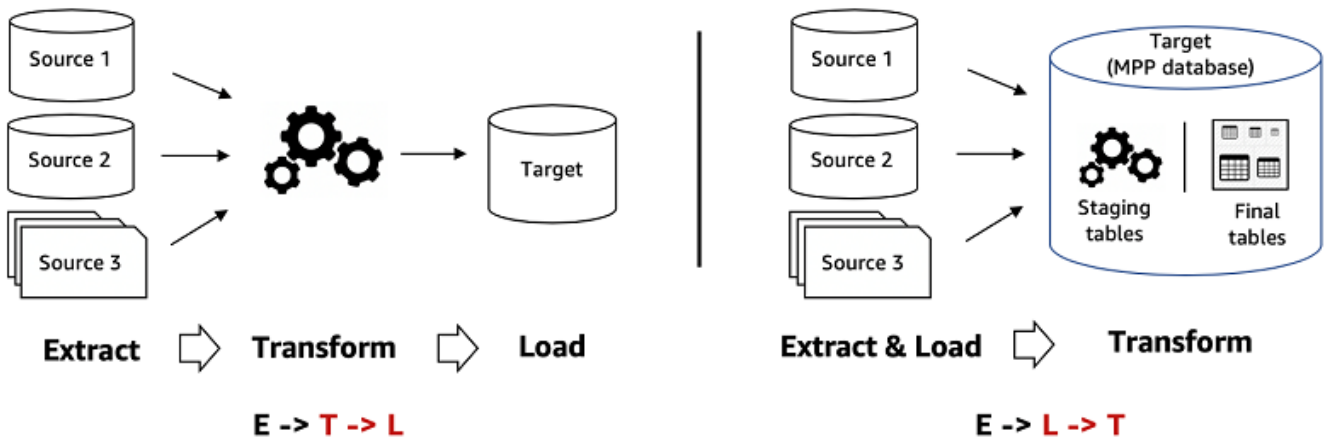 Source 1
Source 2
Source 3
Target
Extract
Transform
Load
E -> T -> L
Source 1
Source 2
Source 3
Target
(MPP database)
Staging
tables
Final
tables
Extract & Load
Transform
E -> L -> T